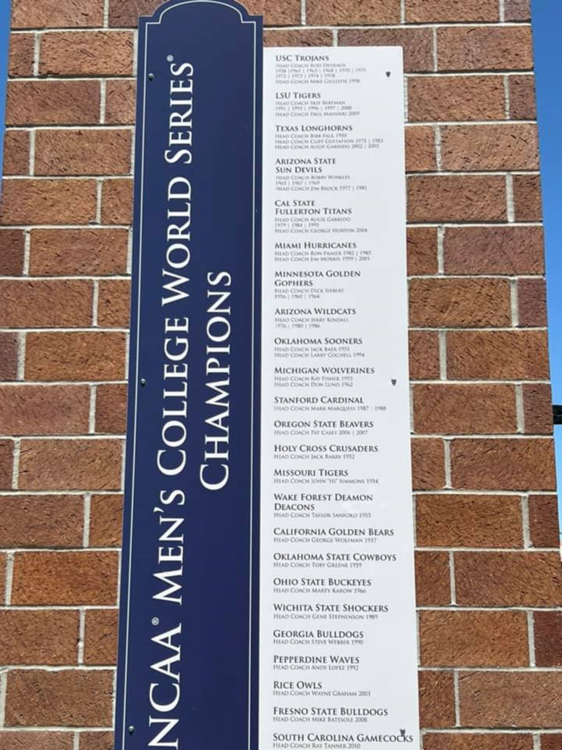 NCAA® MEN'S COLLEGE WORLD SERIES®
CHAMPIONS
USC TROJANS
HEAD COACH ROD DEDEAUX
1958 | 1961 | 1963 | 1968 | 1970 | 1971
1972 | 1973 | 1974 | 1978
HEAD COACH MIKE GILLESPIE 1998
LSU TIGERS
HEAD COACH SKIP BERTMAN
1991 | 1993 | 1996 | 1997 | 2000
HEAD COACH PAUL MAINIERI 2009
TEXAS LONGHORNS
HEAD COACH BIBB FALK 1950
HEAD COACH CLIFF GUSTAFSON 1975 | 1983
HEAD COACH AUGIE GARRIDO 2002 | 2005
ARIZONA STATE
SUN DEVILS
HEAD COACH BOBBY WINKLES
1965 | 1967 | 1969
HEAD COACH JIM BROCK 1977 | 1981
CAL STATE
FULLERTON TITANS
HEAD COACH AUGIE GARRIDO
1979 | 1984 | 1995
HEAD COACH GEORGE HORTON 2004
MIAMI HURRICANES
HEAD COACH RON FRASER 1982 | 1985
HEAD COACH JIM MORRIS 1999 | 2001
MINNESOTA GOLDEN
GOPHERS
HEAD COACH DICK SIEBERT
1956 | 1960 | 1964
ARIZONA WILDCATS
HEAD COACH JERRY KINDALL
1976 | 1980 | 1986
OKLAHOMA SOONERS
HEAD COACH JACK BAER 1951
HEAD COACH LARRY COCHELL 1994
MICHIGAN WOLVERINES
HEAD COACH RAY FISHER 1953
HEAD COACH DON LUND 1962
STANFORD CARDINAL
HEAD COACH MARK MARQUESS 1987 | 1988
OREGON STATE BEAVERS
HEAD COACH PAT CASEY 2006 | 2007
HOLY CROSS CRUSADERS
HEAD COACH JACK BARRY 1952
MISSOURI TIGERS
HEAD COACH JOHN "HI" SIMMONS 1954
WAKE FOREST DEAMON
DEACONS
HEAD COACH TAYLOR SANFORD 1955
CALIFORNIA GOLDEN BEARS
HEAD COACH GEORGE WOLFMAN 1957
OKLAHOMA STATE COWBOYS
HEAD COACH TOBY GREENE 1959
OHIO STATE BUCKEYES
HEAD COACH MARTY KAROW 1966
WICHITA STATE SHOCKERS
HEAD COACH GENE STEPHENSON 1989
GEORGIA BULLDOGS
HEAD COACH STEVE WEBBER 1990
PEPPERDINE WAVES
HEAD COACH ANDY LOPEZ 1992
RICE OWLS
HEAD COACH WAYNE GRAHAM 2003
FRESNO STATE BULLDOGS
HEAD COACH MIKE BATESOLE 2008
SOUTH CAROLINA GAMECOCKS
HEAD COACH RAY TANNER 2010